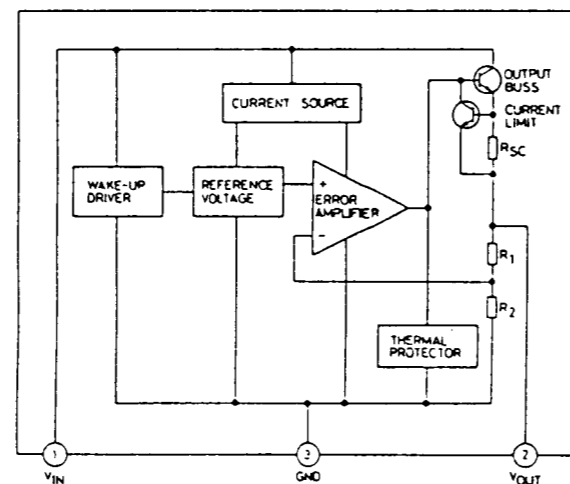 OUTPUT
BUSS
CURRENT
LIMIT
CURRENT SOURCE
RSC
WAKE-UP
DRIVER
REFERENCE
VOLTAGE
+
ERROR
AMPLIFIER
−
R1
R2
THERMAL
PROTECTOR
1
3
2
VIN
GND
VOUT